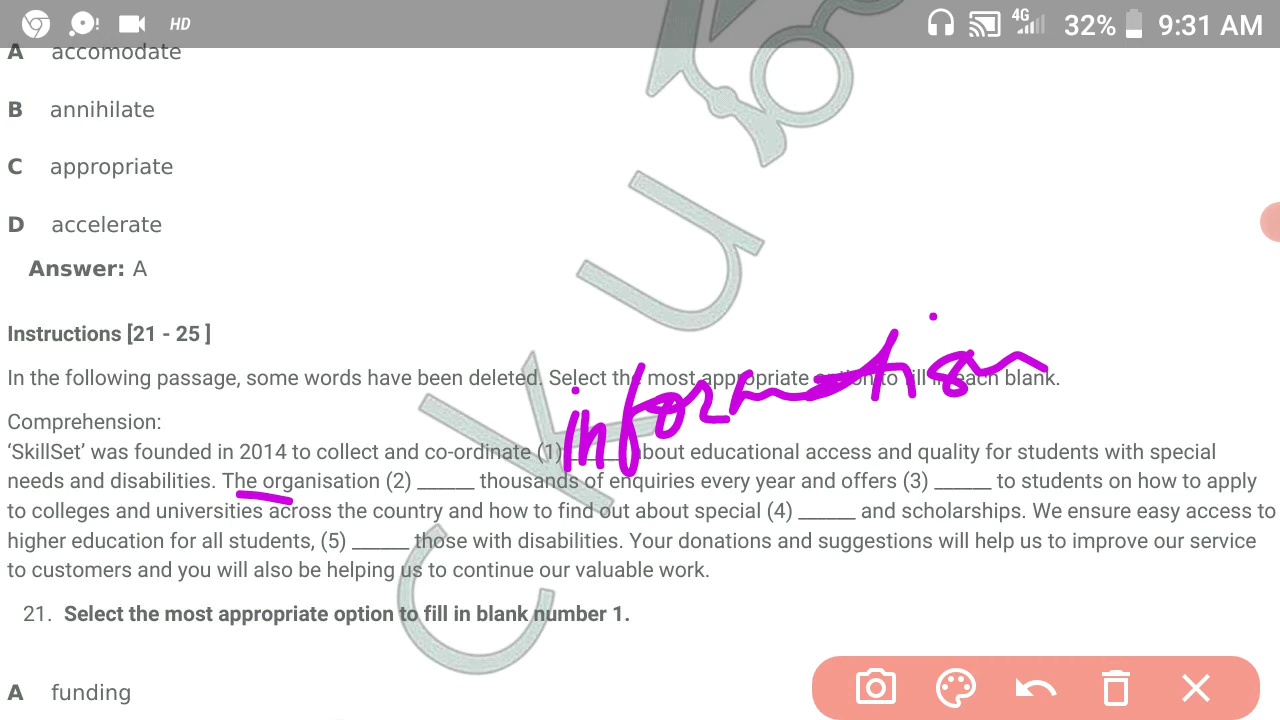 HD 4G 32% 9:31 AM
A accomodate
B annihilate
C appropriate
D accelerate
Answer: A
Instructions [21 - 25 ]
In the following passage, some words have been deleted. Select the most appropriate option to fill in each blank.
information
Comprehension:
‘SkillSet’ was founded in 2014 to collect and co-ordinate (1) ______ about educational access and quality for students with special
needs and disabilities. The organisation (2) ______ thousands of enquiries every year and offers (3) ______ to students on how to apply
to colleges and universities across the country and how to find out about special (4) ______ and scholarships. We ensure easy access to
higher education for all students, (5) ______ those with disabilities. Your donations and suggestions will help us to improve our service
to customers and you will also be helping us to continue our valuable work.
21. Select the most appropriate option to fill in blank number 1.
A funding
c k u